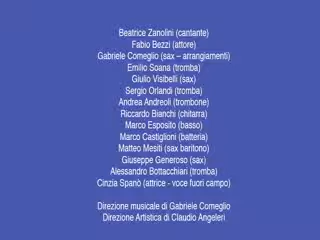 Beatrice Zanolini (cantante)
Fabio Bezzi (attore)
Gabriele Comeglio (sax – arrangiamenti)
Emilio Soana (tromba)
Giulio Visibelli (sax)
Sergio Orlandi (tromba)
Andrea Andreoli (trombone)
Riccardo Bianchi (chitarra)
Marco Esposito (basso)
Marco Castiglioni (batteria)
Matteo Mesiti (sax baritono)
Giuseppe Generoso (sax)
Alessandro Bottacchiari (tromba)
Cinzia Spanò (attrice - voce fuori campo)
Direzione musicale di Gabriele Comeglio
Direzione Artistica di Claudio Angeleri